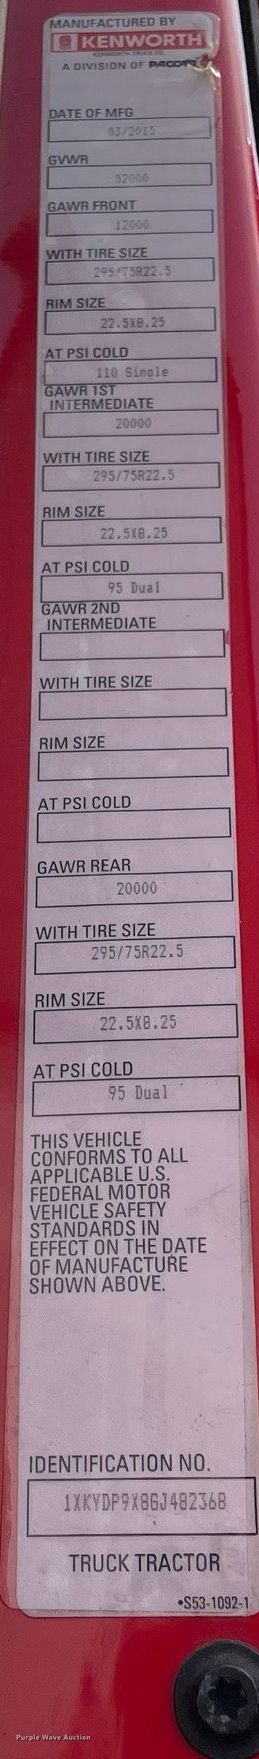 MANUFACTURED BY
KENWORTH
KENWORTH TRUCK CO.
A DIVISION OF PACCAR
DATE OF MFG
03/2015
GVWR
52000
GAWR FRONT
12000
WITH TIRE SIZE
295/75R22.5
RIM SIZE
22.5X8.25
AT PSI COLD
110 Single
GAWR 1ST
INTERMEDIATE
20000
WITH TIRE SIZE
295/75R22.5
RIM SIZE
22.5X8.25
AT PSI COLD
95 Dual
GAWR 2ND
INTERMEDIATE
WITH TIRE SIZE
RIM SIZE
AT PSI COLD
GAWR REAR
20000
WITH TIRE SIZE
295/75R22.5
RIM SIZE
22.5X8.25
AT PSI COLD
95 Dual
THIS VEHICLE
CONFORMS TO ALL
APPLICABLE U.S.
FEDERAL MOTOR
VEHICLE SAFETY
STANDARDS IN
EFFECT ON THE DATE
OF MANUFACTURE
SHOWN ABOVE.
IDENTIFICATION NO.
1XKYDP9X8GJ482368
TRUCK TRACTOR
•S53-1092-1
Purple Wave Auction